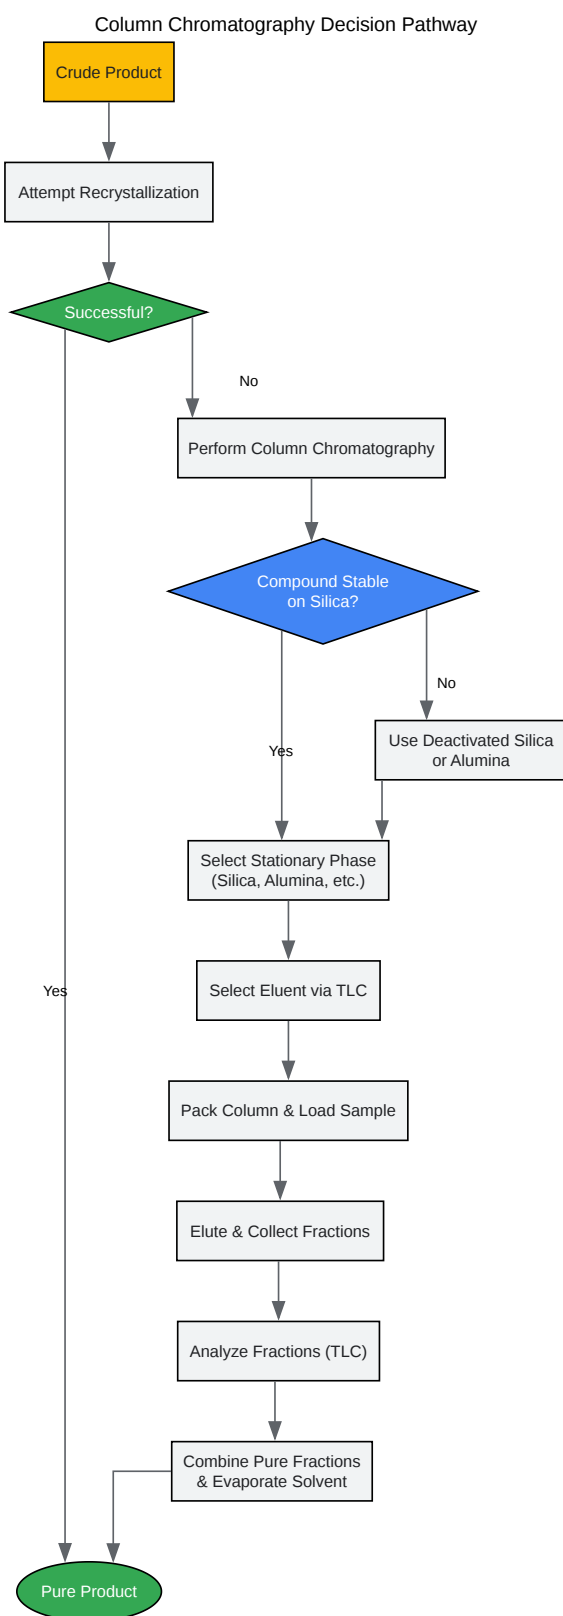 Column Chromatography Decision Pathway
Crude Product
Attempt Recrystallization
Successful?
No
Perform Column Chromatography
Compound Stable
on Silica?
No
Use Deactivated Silica
or Alumina
Yes
Select Stationary Phase
(Silica, Alumina, etc.)
Select Eluent via TLC
Yes
Pack Column & Load Sample
Elute & Collect Fractions
Analyze Fractions (TLC)
Combine Pure Fractions
& Evaporate Solvent
Pure Product